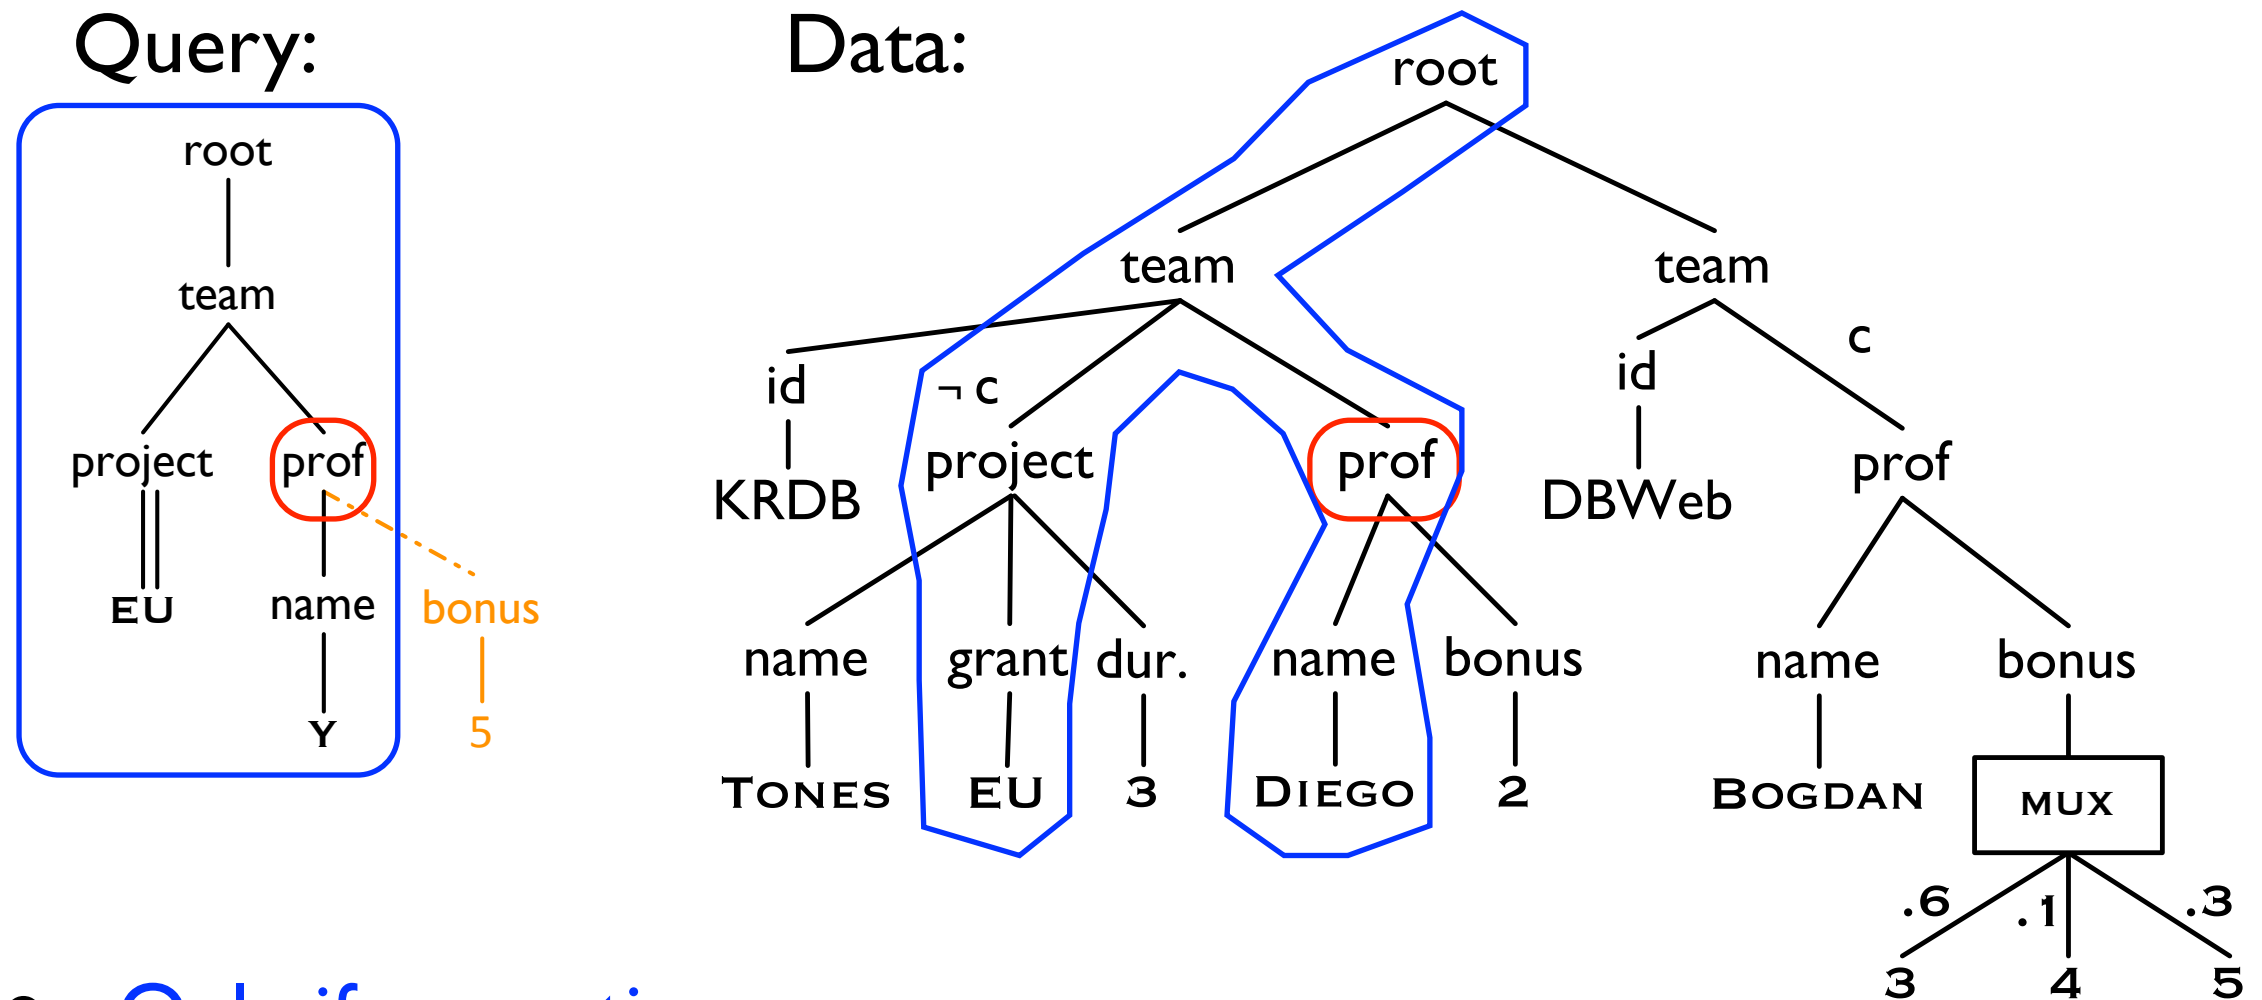 Query:
Data:
root
team
project prof
EU name bonus
Y 5
root
team team
c
id ¬ c id
project prof prof
KRDB DBWeb
name grant dur. name bonus name bonus
TONES EU 3 DIEGO 2 BOGDAN MUX
.6 .1 .3
3 4 5